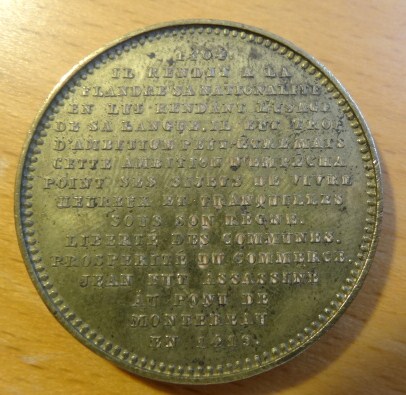 1404.
IL RENDIT A LA
FLANDRE SA NATIONALITÉ
EN LUI RENDANT L'USAGE
DE SA LANGUE. IL EUT TROP
D'AMBITION PEUT-ÊTRE, MAIS
CETTE AMBITION N'EMPÊCHA
POINT SES SUJETS DE VIVRE
HEUREUX ET TRANQUILLES
SOUS SON RÈGNE.
LIBERTÉ DES COMMUNES.
PROSPÉRITÉ DU COMMERCE.
JEAN FUT ASSASSINÉ
AU PONT DE
MONTEREAU
EN 1419.